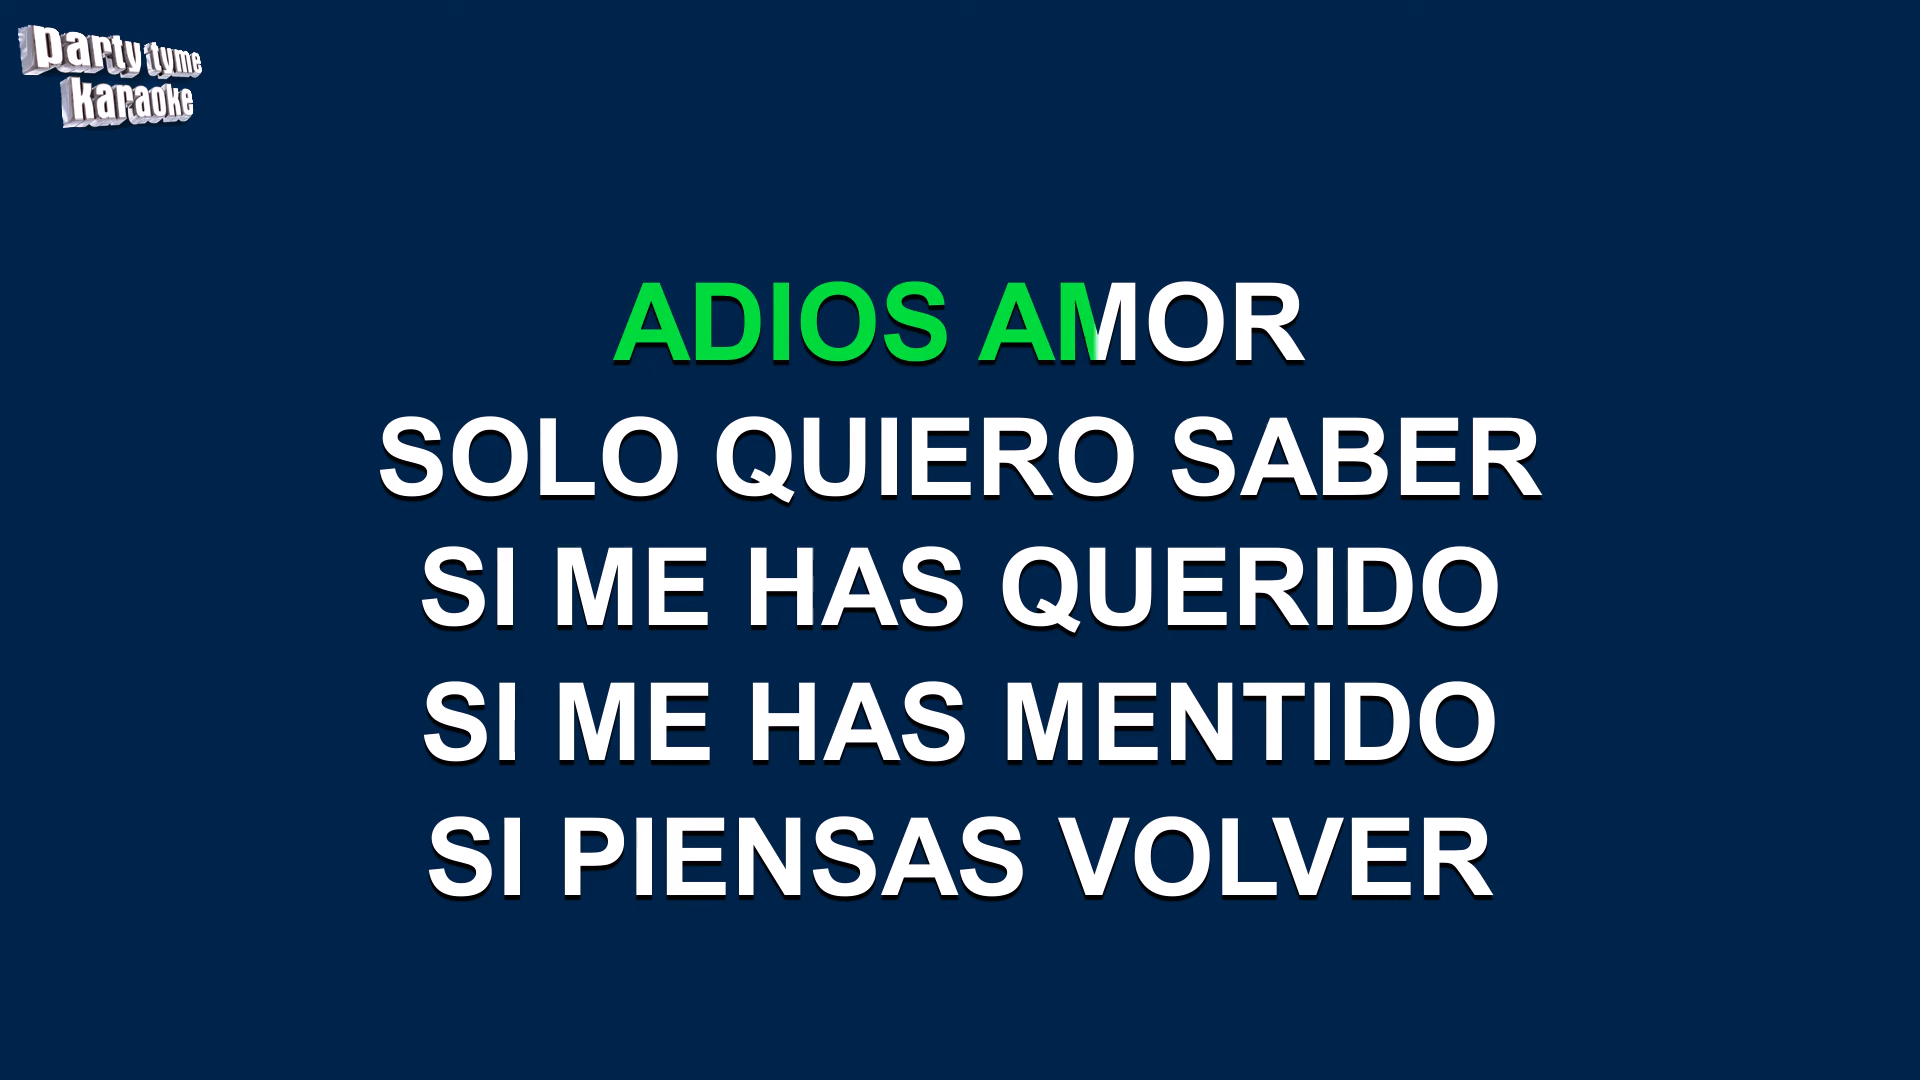 party tyme
karaoke
ADIOS AMOR
SOLO QUIERO SABER
SI ME HAS QUERIDO
SI ME HAS MENTIDO
SI PIENSAS VOLVER